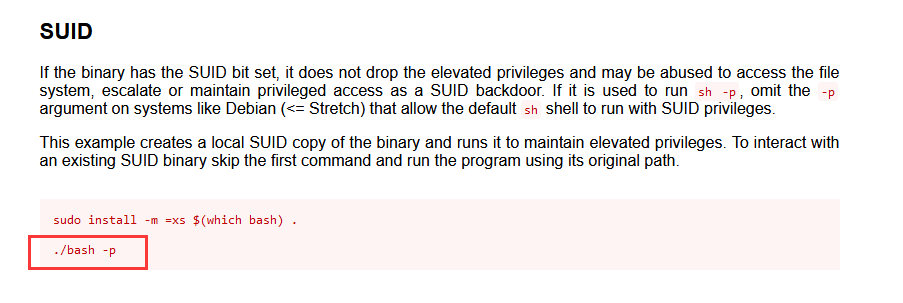 SUID
If the binary has the SUID bit set, it does not drop the elevated privileges and may be abused to access the file
system, escalate or maintain privileged access as a SUID backdoor. If it is used to run sh -p, omit the -p
argument on systems like Debian (<= Stretch) that allow the default sh shell to run with SUID privileges.
This example creates a local SUID copy of the binary and runs it to maintain elevated privileges. To interact with
an existing SUID binary skip the first command and run the program using its original path.
sudo install -m =xs $(which bash) .
./bash -p